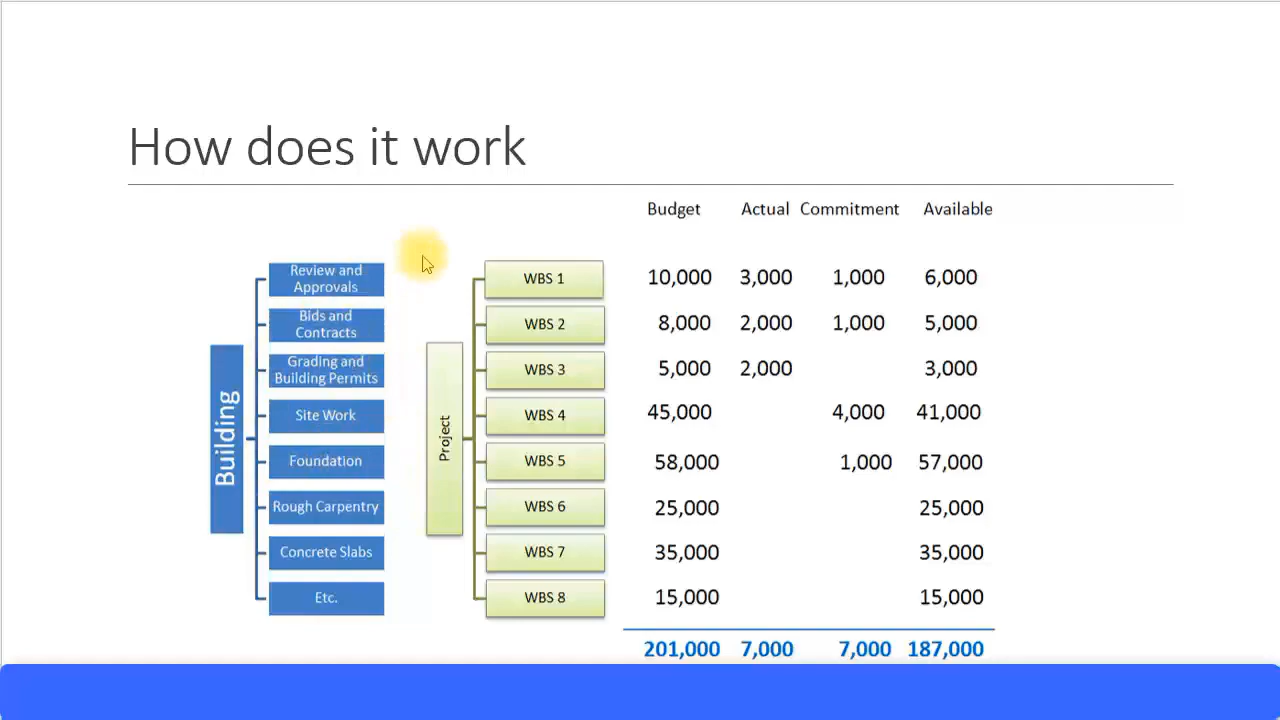 How does it work
Budget Actual Commitment Available
Building
Review and
Approvals
Bids and
Contracts
Grading and
Building Permits
Site Work
Foundation
Rough Carpentry
Concrete Slabs
Etc.
Project
WBS 1 10,000 3,000 1,000 6,000
WBS 2 8,000 2,000 1,000 5,000
WBS 3 5,000 2,000 3,000
WBS 4 45,000 4,000 41,000
WBS 5 58,000 1,000 57,000
WBS 6 25,000 25,000
WBS 7 35,000 35,000
WBS 8 15,000 15,000
201,000 7,000 7,000 187,000